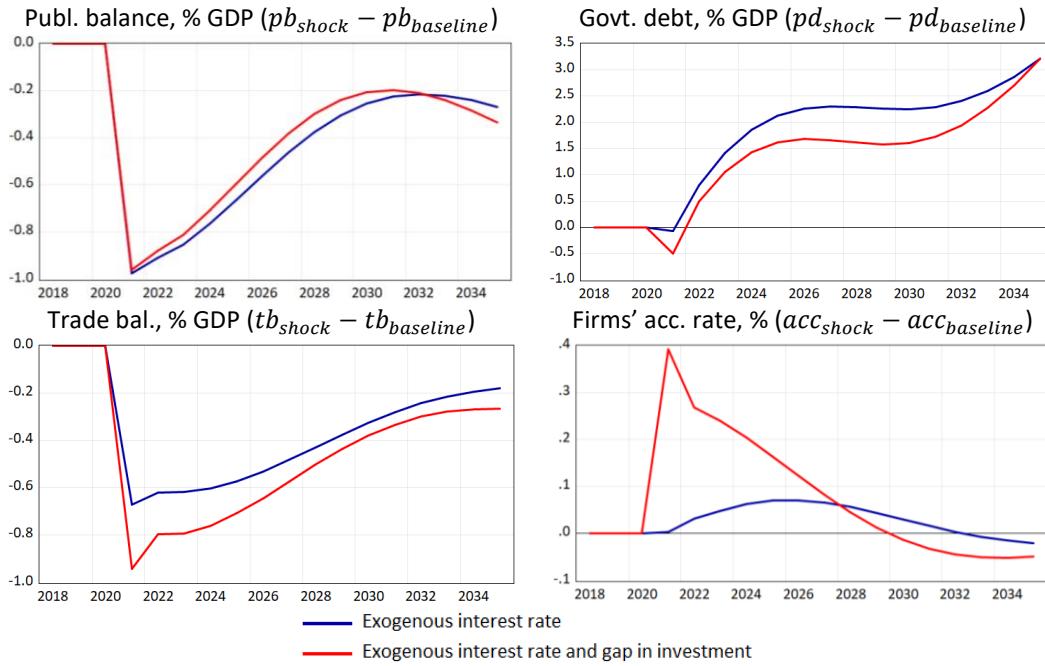 Publ. balance, % GDP (pb_shock − pb_baseline)
0.0
-0.2
-0.4
-0.6
-0.8
-1.0
2018 2020 2022 2024 2026 2028 2030 2032 2034
Govt. debt, % GDP (pd_shock − pd_baseline)
3.5
3.0
2.5
2.0
1.5
1.0
0.5
0.0
-0.5
-1.0
2018 2020 2022 2024 2026 2028 2030 2032 2034
Trade bal., % GDP (tb_shock − tb_baseline)
0.0
-0.2
-0.4
-0.6
-0.8
-1.0
2018 2020 2022 2024 2026 2028 2030 2032 2034
Firms’ acc. rate, % (acc_shock − acc_baseline)
.4
.3
.2
.1
.0
-.1
2018 2020 2022 2024 2026 2028 2030 2032 2034
Exogenous interest rate
Exogenous interest rate and gap in investment